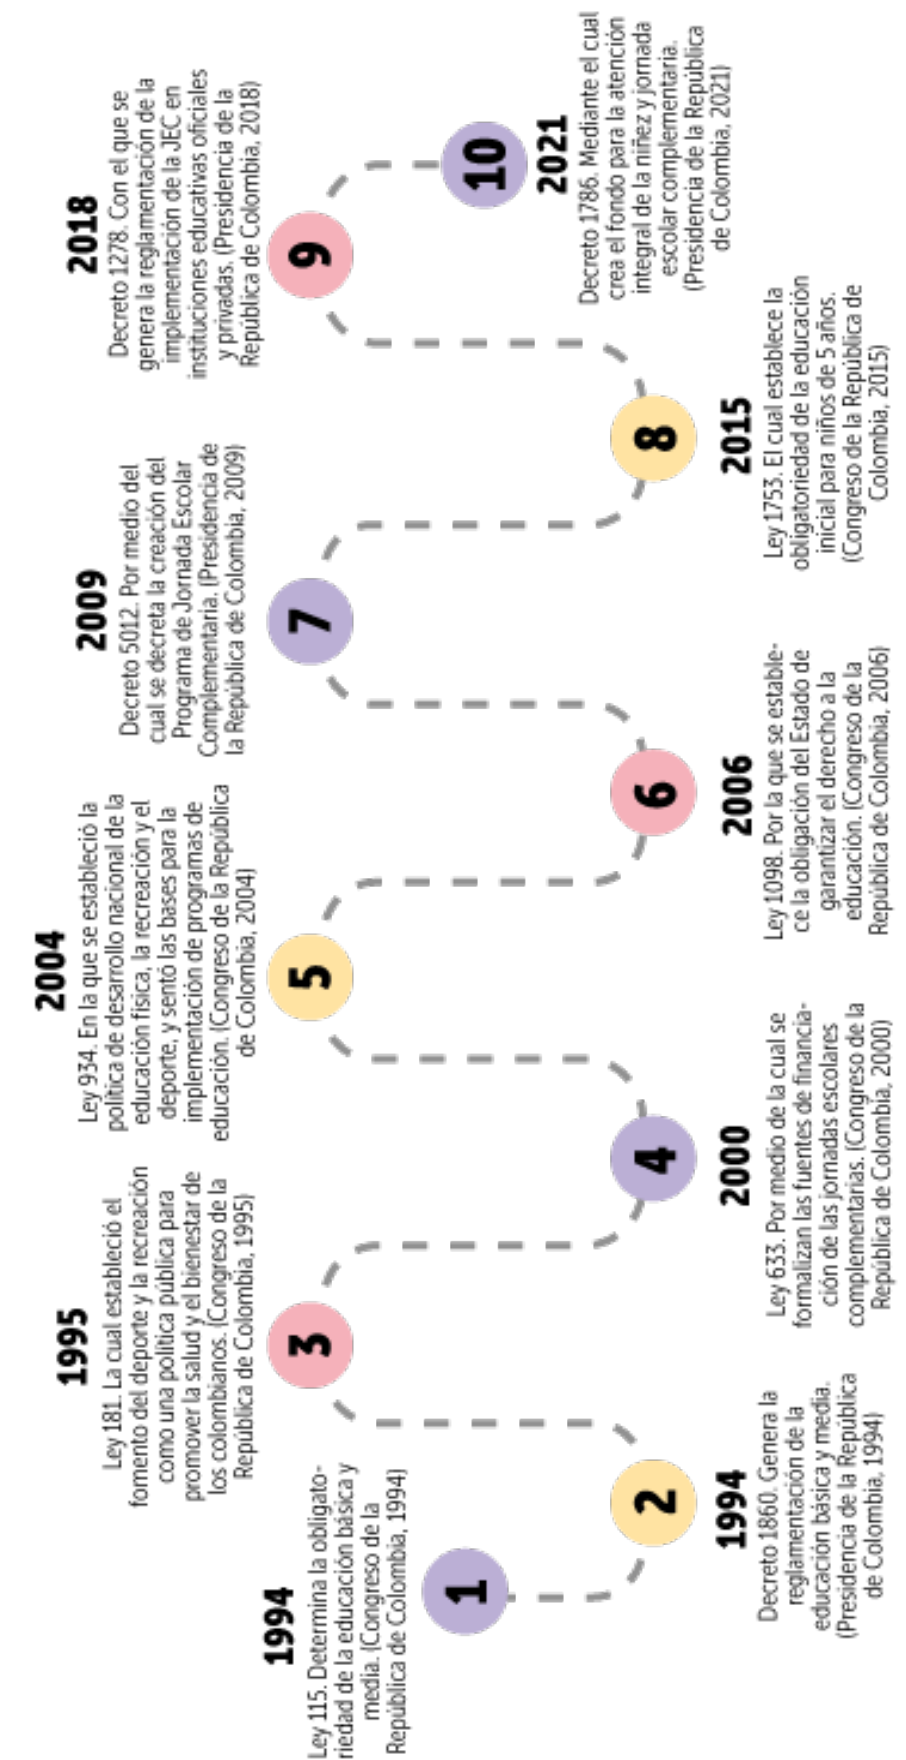 1994
Ley 115. Determina la obligato-
riedad de la educación básica y
media. (Congreso de la
República de Colombia, 1994)
1
2
1994
Decreto 1860. Genera la
reglamentación de la
educación básica y media.
(Presidencia de la República
de Colombia, 1994)
1995
Ley 181. La cual estableció el
fomento del deporte y la recreación
como una política pública para
promover la salud y el bienestar de
los colombianos. (Congreso de la
República de Colombia, 1995)
3
4
2000
Ley 633. Por medio de la cual se
formalizan las fuentes de financia-
ción de las jornadas escolares
complementarias. (Congreso de la
República de Colombia, 2000)
2004
Ley 934. En la que se estableció la
política de desarrollo nacional de la
educación física, la recreación y el
deporte, y sentó las bases para la
implementación de programas de
educación. (Congreso de la República
de Colombia, 2004)
5
6
2006
Ley 1098. Por la que se estable-
ce la obligación del Estado de
garantizar el derecho a la
educación. (Congreso de la
República de Colombia, 2006)
2009
Decreto 5012. Por medio del
cual se decreta la creación del
Programa de Jornada Escolar
Complementaria. (Presidencia de
la República de Colombia, 2009)
7
8
2015
Ley 1753. El cual establece la
obligatoriedad de la educación
inicial para niños de 5 años.
(Congreso de la República de
Colombia, 2015)
2018
Decreto 1278. Con el que se
genera la reglamentación de la
implementación de la JEC en
instituciones educativas oficiales
y privadas. (Presidencia de la
República de Colombia, 2018)
9
10
2021
Decreto 1786. Mediante el cual
crea el fondo para la atención
integral de la niñez y jornada
escolar complementaria.
(Presidencia de la República
de Colombia, 2021)